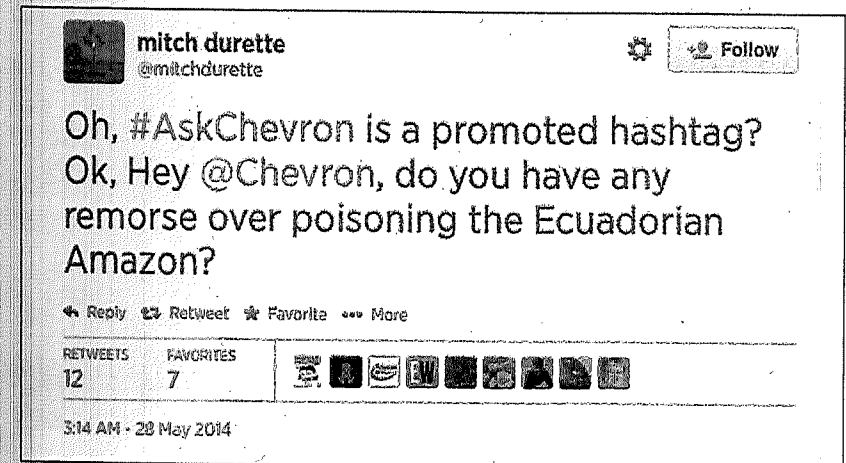 mitch durette
@mitchdurette
Follow
Oh, #AskChevron is a promoted hashtag?
Ok, Hey @Chevron, do you have any
remorse over poisoning the Ecuadorian
Amazon?
Reply Retweet Favorite More
RETWEETS FAVORITES
12 7
EW
3:14 AM - 28 May 2014